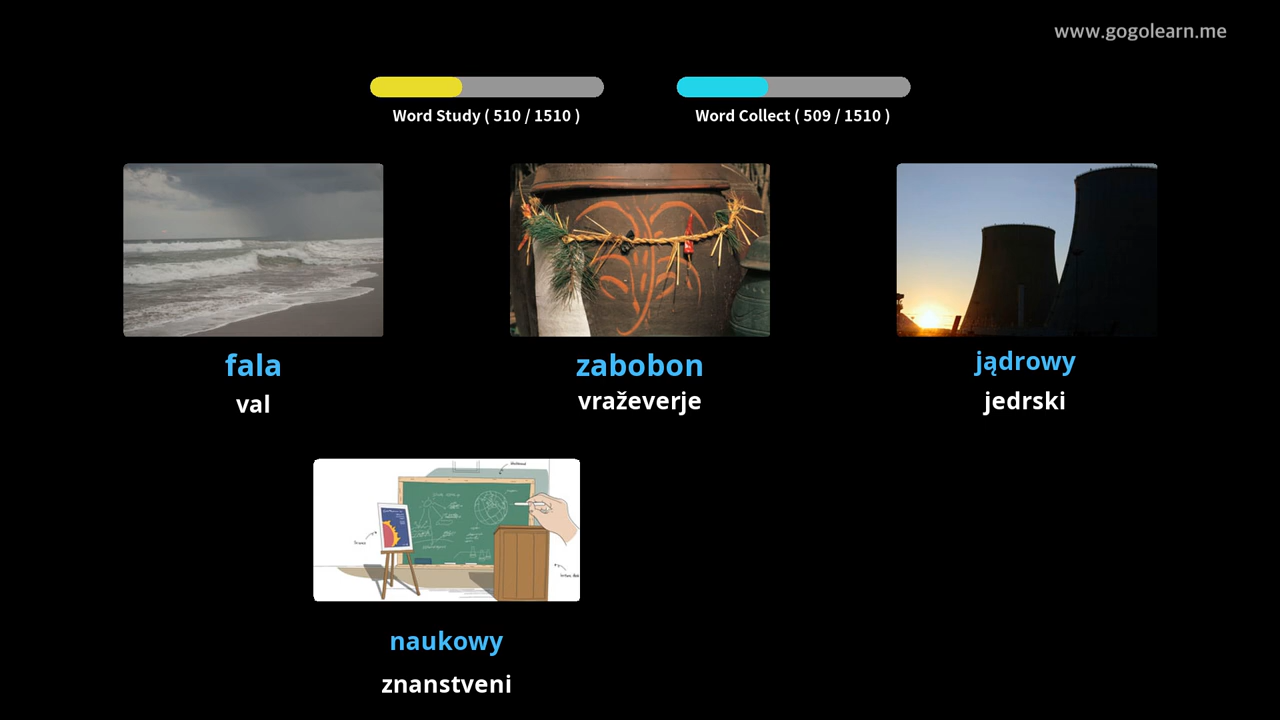 www.gogolearn.me
Word Study ( 510 / 1510 )
Word Collect ( 509 / 1510 )
fala
val
zabobon
vraževerje
jądrowy
jedrski
naukowy
znanstveni